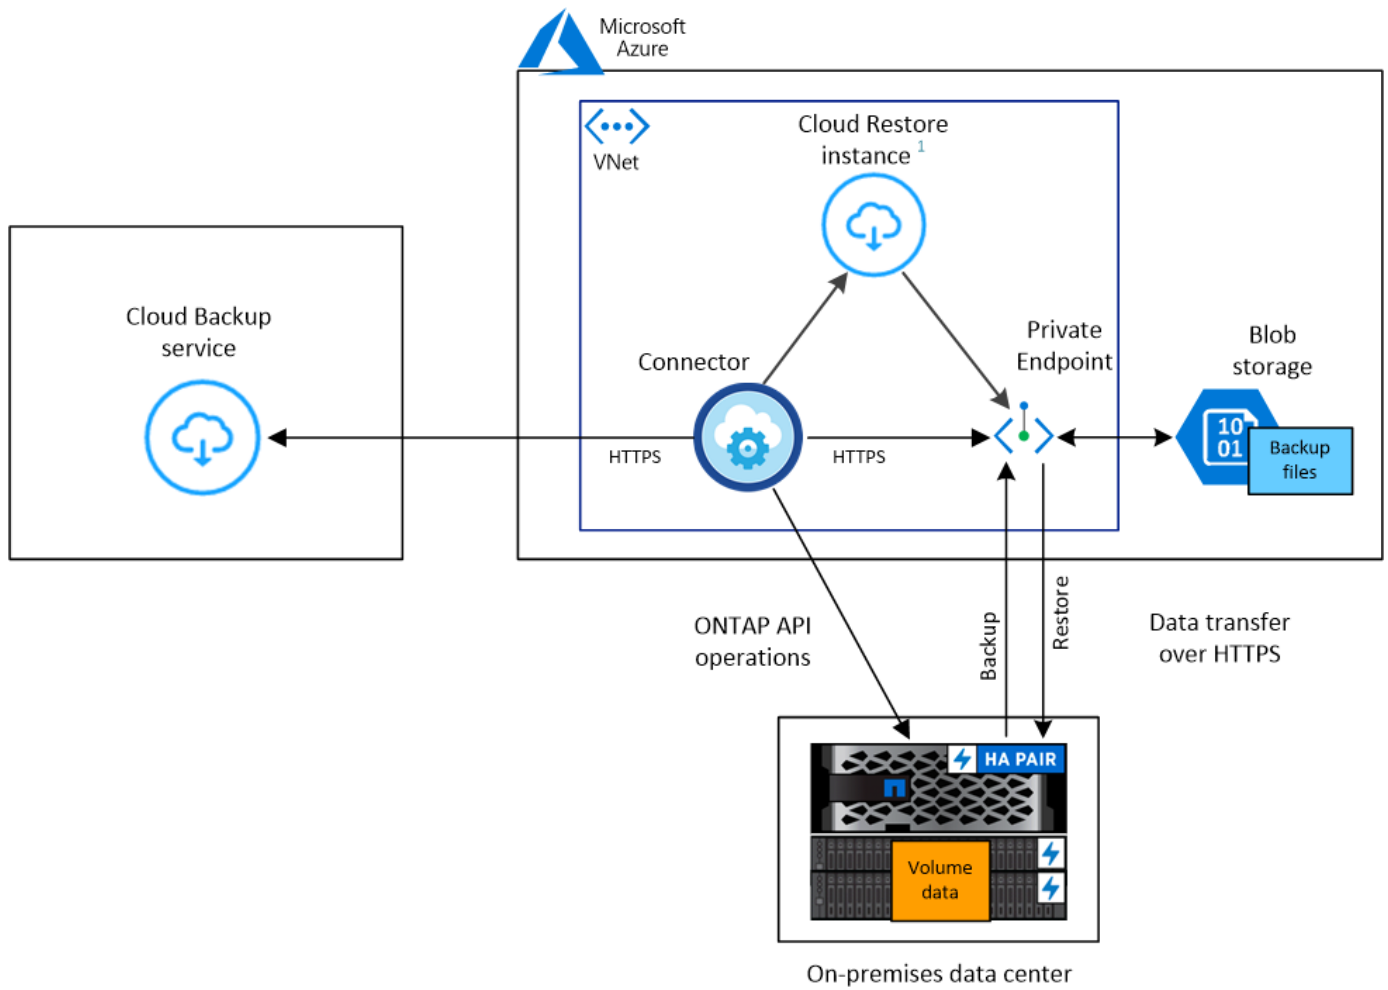 Microsoft
Azure
VNet
Cloud Restore
instance 1
Cloud Backup
service
Connector
Private
Endpoint
Blob
storage
10
01
Backup
files
HTTPS
HTTPS
ONTAP API
operations
Backup
Restore
Data transfer
over HTTPS
HA PAIR
Volume
data
On-premises data center